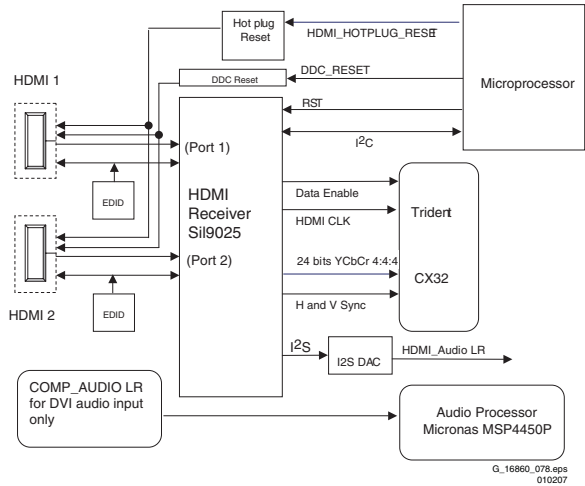 Hot plug
Reset
HDMI_HOTPLUG_RESET
HDMI 1
DDC Reset
DDC_RESET
Microprocessor
RST
I2C
(Port 1)
EDID
HDMI
Receiver
SiI9025
Data Enable
HDMI CLK
Trident
24 bits YCbCr 4:4:4
CX32
H and V Sync
(Port 2)
EDID
HDMI 2
I2S
I2S DAC
HDMI_Audio LR
COMP_AUDIO LR
for DVI audio input
only
Audio Processor
Micronas MSP4450P
G_16860_078.eps
010207